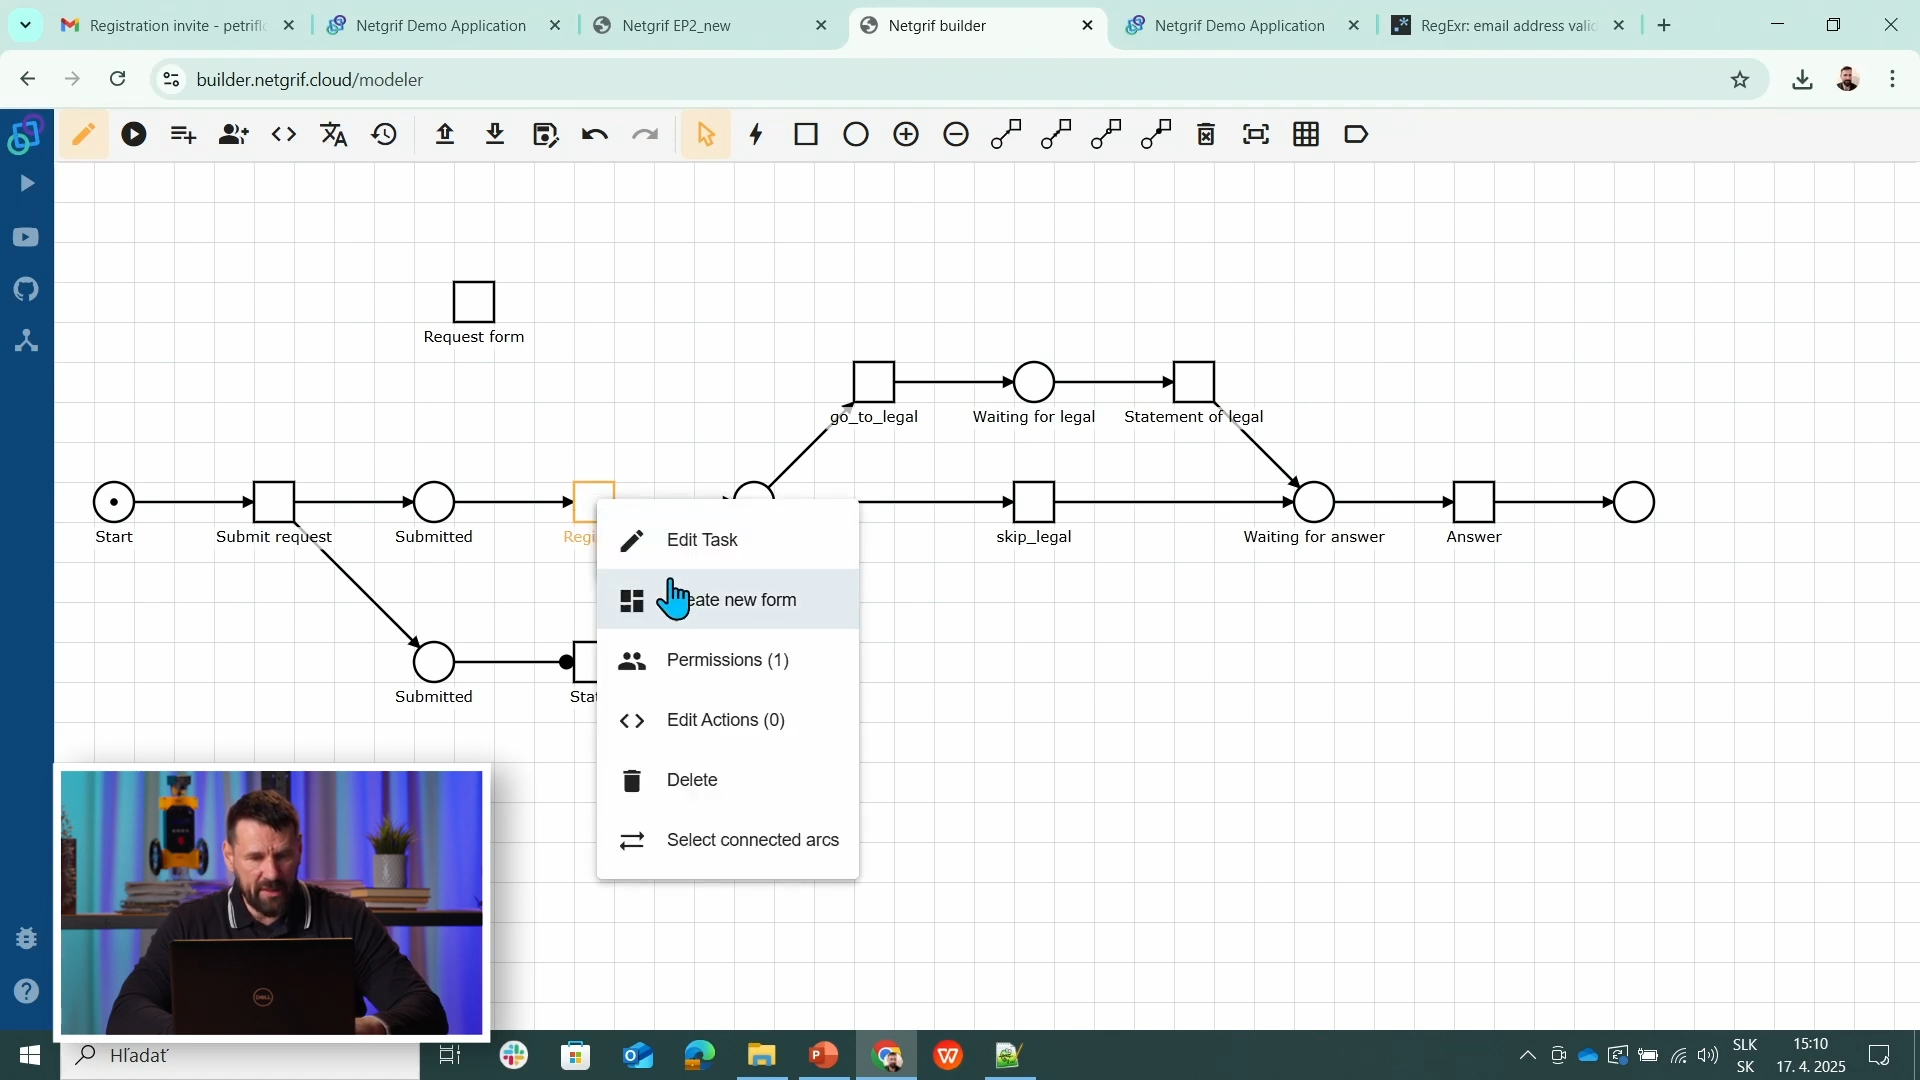 Registration invite - petrifl
Netgrif Demo Application
Netgrif EP2_new
Netgrif builder
Netgrif Demo Application
RegExr: email address valid
builder.netgrif.cloud/modeler
Request form
go_to_legal
Waiting for legal
Statement of legal
Start
Submit request
Submitted
Regi
skip_legal
Waiting for answer
Answer
Edit Task
eate new form
Permissions (1)
Submitted
Stat
Edit Actions (0)
Delete
Select connected arcs
DELL
Hľadať
SLK
SK
15:10
17. 4. 2025